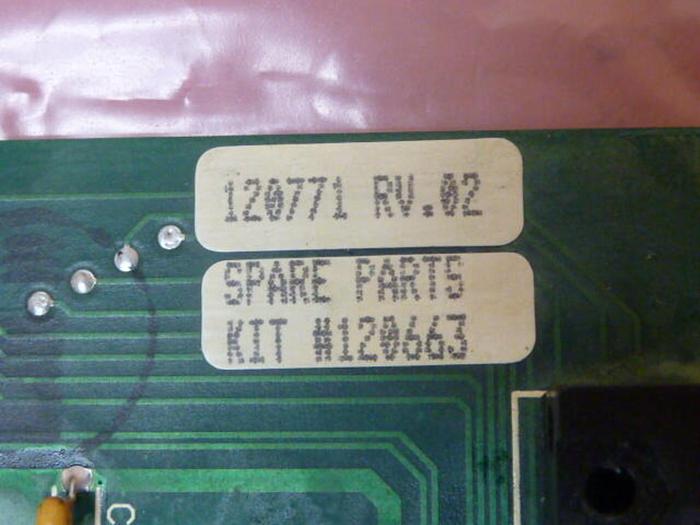 120771 RV.02
SPARE PARTS
KIT #120663
C